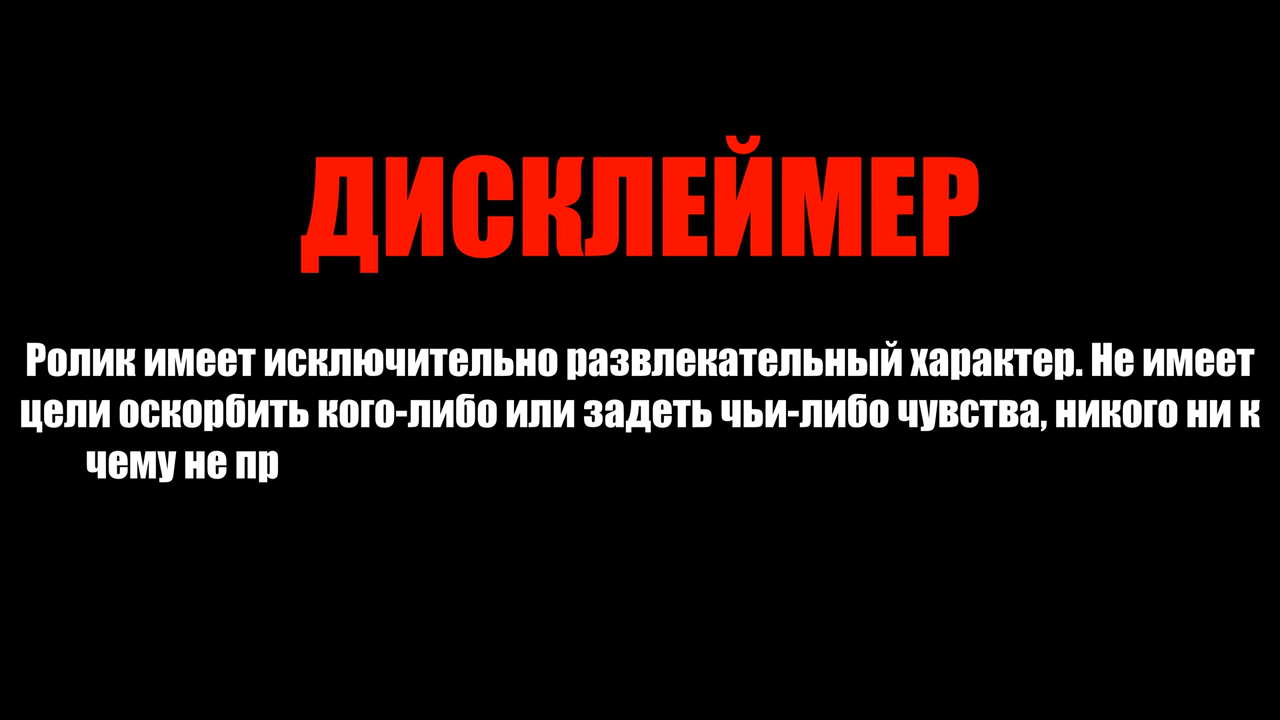 ДИСКЛЕЙМЕР
Ролик имеет исключительно развлекательный характер. Не имеет
цели оскорбить кого-либо или задеть чьи-либо чувства, никого ни к
чему не пр